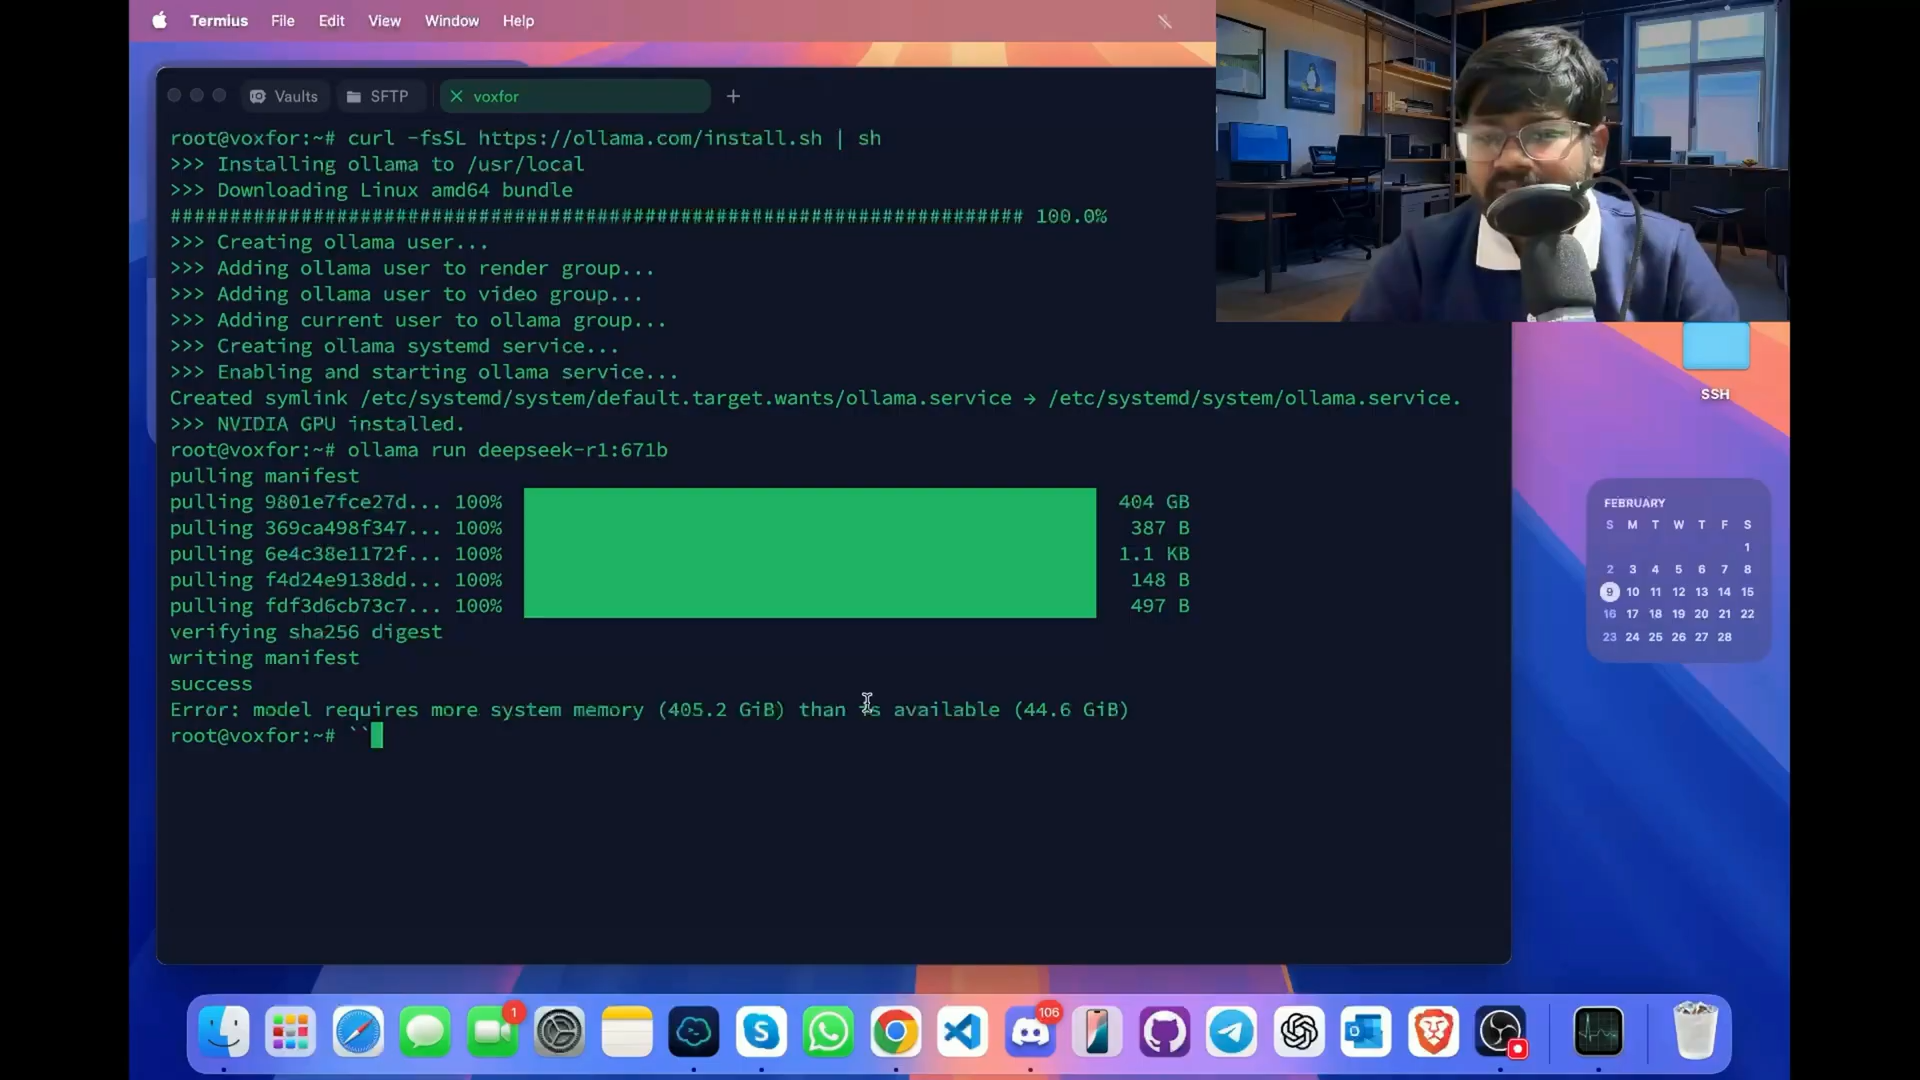 Termius File Edit View Window Help
Vaults SFTP voxfor
root@voxfor:~# curl -fsSL https://ollama.com/install.sh | sh
>>> Installing ollama to /usr/local
>>> Downloading Linux amd64 bundle
######################################################################## 100.0%
>>> Creating ollama user...
>>> Adding ollama user to render group...
>>> Adding ollama user to video group...
>>> Adding current user to ollama group...
>>> Creating ollama systemd service...
>>> Enabling and starting ollama service...
Created symlink /etc/systemd/system/default.target.wants/ollama.service → /etc/systemd/system/ollama.service.
>>> NVIDIA GPU installed.
root@voxfor:~# ollama run deepseek-r1:671b
pulling manifest
pulling 9801e7fce27d... 100% 404 GB
pulling 369ca498f347... 100% 387 B
pulling 6e4c38e1172f... 100% 1.1 KB
pulling f4d24e9138dd... 100% 148 B
pulling fdf3d6cb73c7... 100% 497 B
verifying sha256 digest
writing manifest
success
Error: model requires more system memory (405.2 GiB) than is available (44.6 GiB)
root@voxfor:~# ``
SSH
FEBRUARY
S M T W T F S
1
2 3 4 5 6 7 8
9 10 11 12 13 14 15
16 17 18 19 20 21 22
23 24 25 26 27 28
1
106